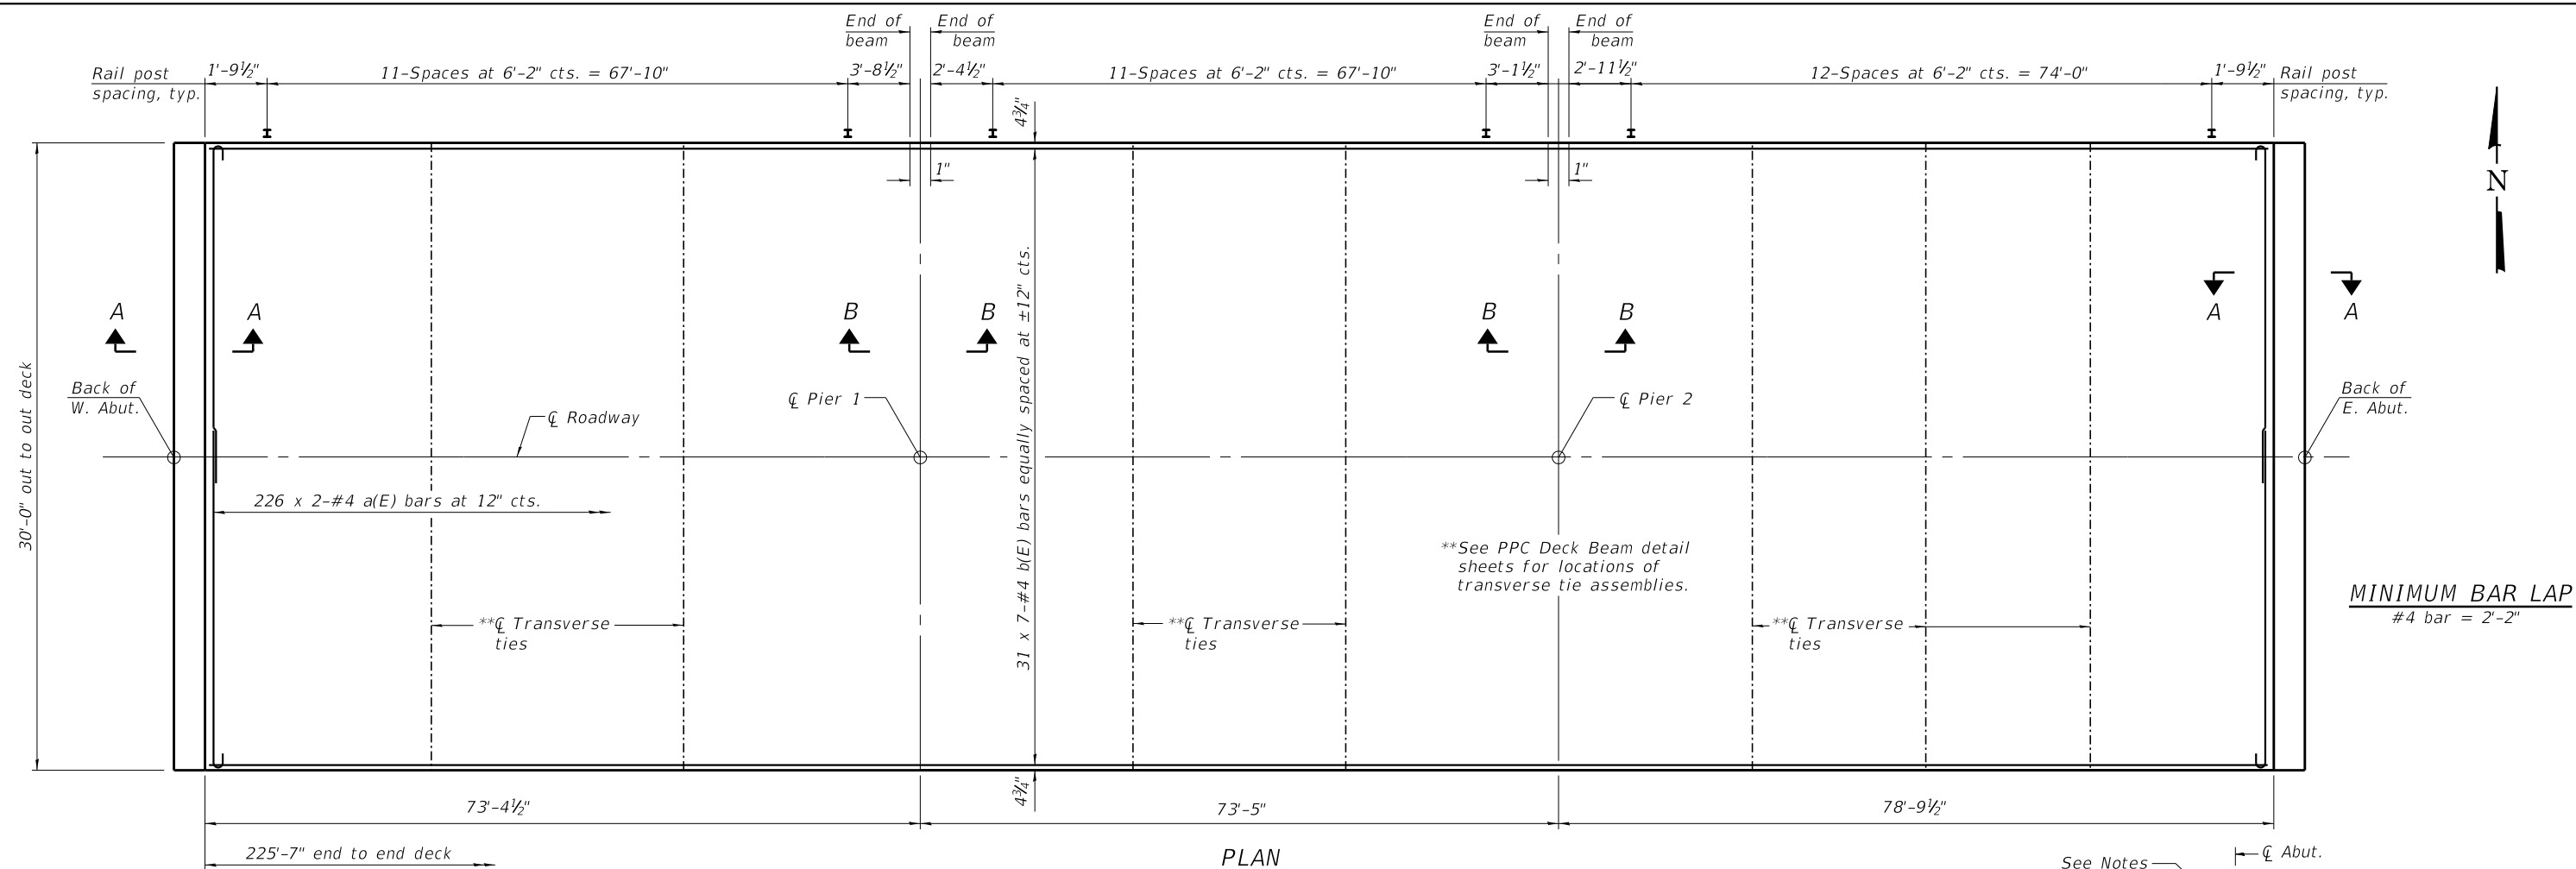 End of
beam
End of
beam
End of
beam
End of
beam
Rail post
spacing, typ.
1'-9½"
11-Spaces at 6'-2" cts. = 67'-10"
3'-8½"
2'-4½"
11-Spaces at 6'-2" cts. = 67'-10"
3'-1½"
2'-11½"
12-Spaces at 6'-2" cts. = 74'-0"
1'-9½"
Rail post
spacing, typ.
4¾"
1"
1"
N
A
A
B
B
B
B
A
A
30'-0" out to out deck
Back of
W. Abut.
℄ Roadway
℄ Pier 1
31 x 7-#4 b(E) bars equally spaced at ±12" cts.
℄ Pier 2
Back of
E. Abut.
226 x 2-#4 a(E) bars at 12" cts.
**See PPC Deck Beam detail
sheets for locations of
transverse tie assemblies.
MINIMUM BAR LAP
#4 bar = 2'-2"
**℄ Transverse
ties
**℄ Transverse
ties
**℄ Transverse
ties
4¾"
73'-4½"
73'-5"
78'-9½"
225'-7" end to end deck
PLAN
See Notes
℄ Abut.